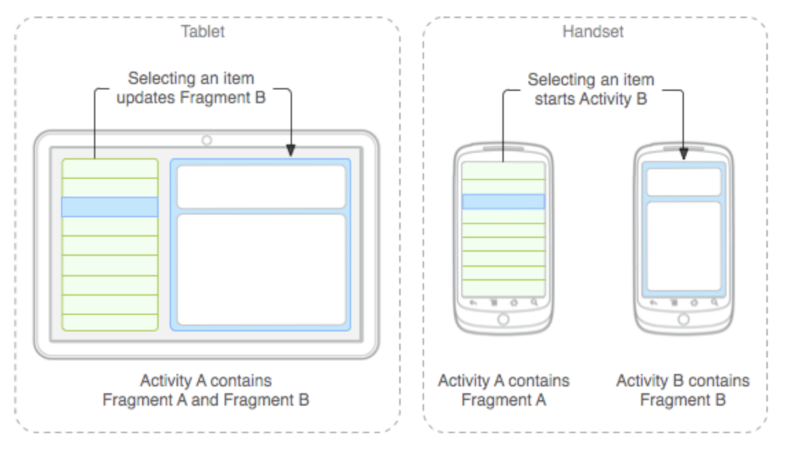 Tablet
Selecting an item
updates Fragment B
Activity A contains
Fragment A and Fragment B
Handset
Selecting an item
starts Activity B
Activity A contains
Fragment A
Activity B contains
Fragment B